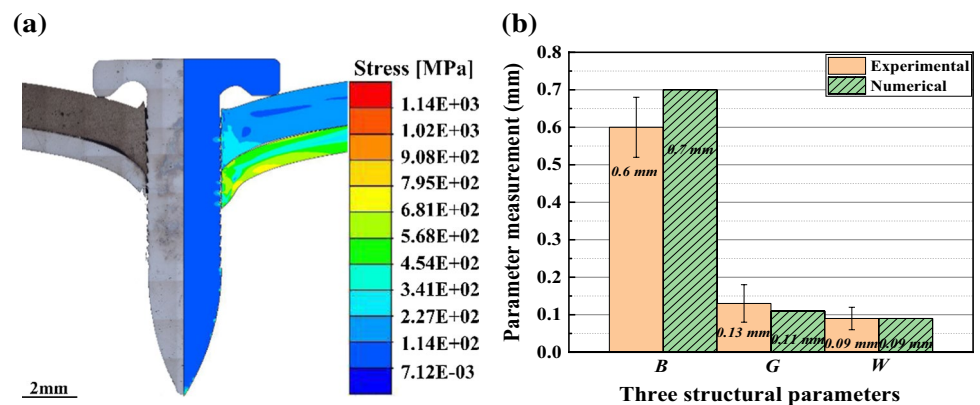 (a)
Stress [MPa]
1.14E+03
1.02E+03
9.08E+02
7.95E+02
6.81E+02
5.68E+02
4.54E+02
3.41E+02
2.27E+02
1.14E+02
7.12E-03
2mm
(b)
Parameter measurement (mm)
0.8
0.7
0.6
0.5
0.4
0.3
0.2
0.1
0.0
Experimental
Numerical
0.6 mm
0.7 mm
0.13 mm
0.11 mm
0.09 mm
0.09 mm
B G W
Three structural parameters